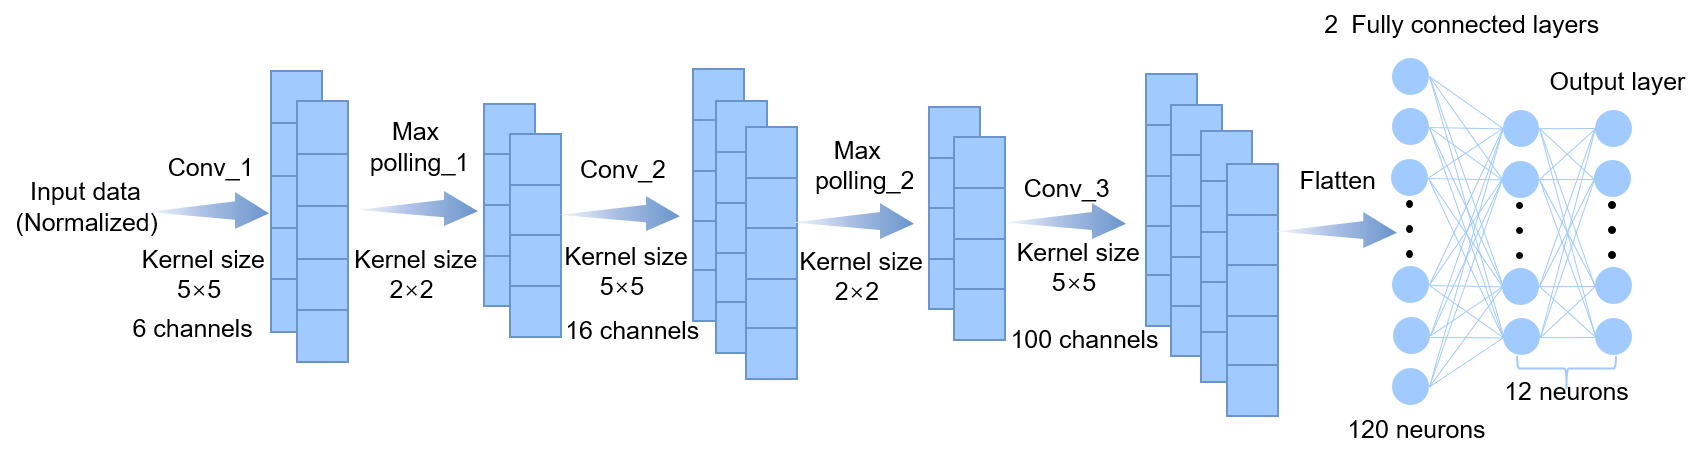 2  Fully connected layers
Output layer
Input data
(Normalized)
Conv_1
Kernel size
5×5
6 channels
Max
polling_1
Kernel size
2×2
Conv_2
Kernel size
5×5
16 channels
Max
polling_2
Kernel size
2×2
Conv_3
Kernel size
5×5
100 channels
Flatten
120 neurons
12 neurons